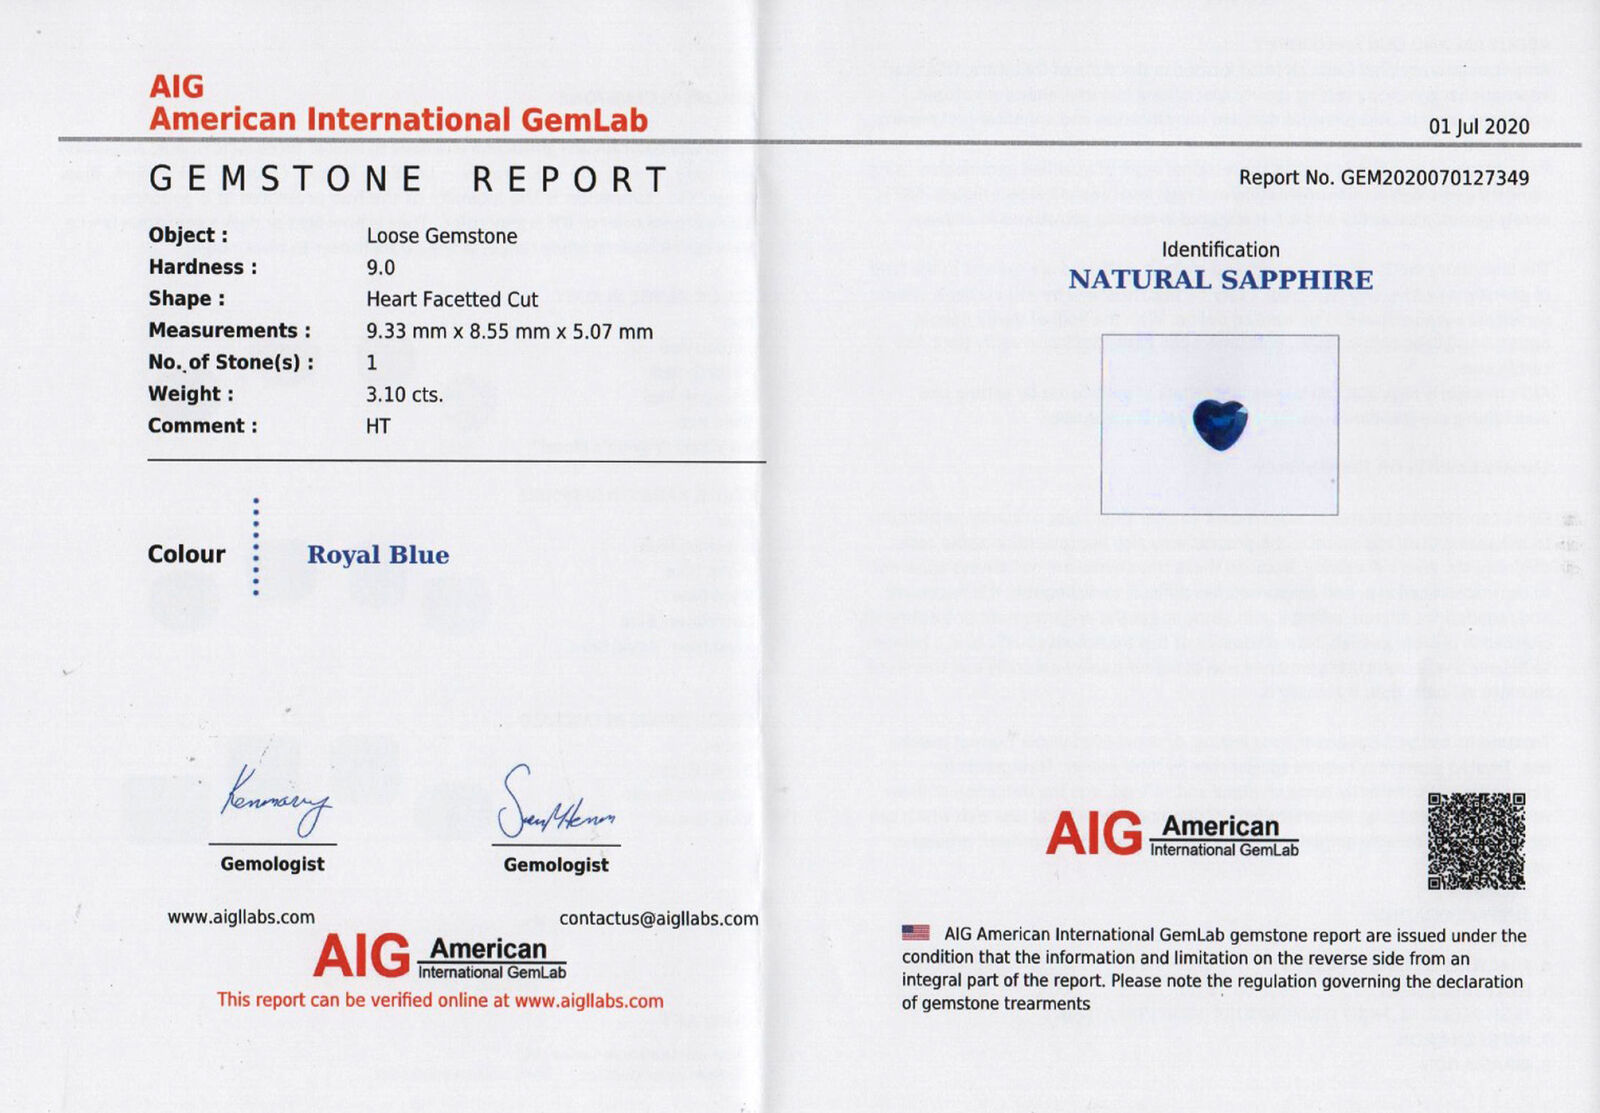 AIG
American International GemLab
01 Jul 2020
GEMSTONE REPORT
Report No. GEM2020070127349
Object : Loose Gemstone
Hardness : 9.0
Shape : Heart Facetted Cut
Measurements : 9.33 mm x 8.55 mm x 5.07 mm
No. of Stone(s) : 1
Weight : 3.10 cts.
Comment : HT
Colour Royal Blue
Gemologist
Gemologist
www.aigllabs.com
contactus@aigllabs.com
AIG American
International GemLab
This report can be verified online at www.aigllabs.com
Identification
NATURAL SAPPHIRE
AIG American
International GemLab
AIG American International GemLab gemstone report are issued under the
condition that the information and limitation on the reverse side from an
integral part of the report. Please note the regulation governing the declaration
of gemstone trearments